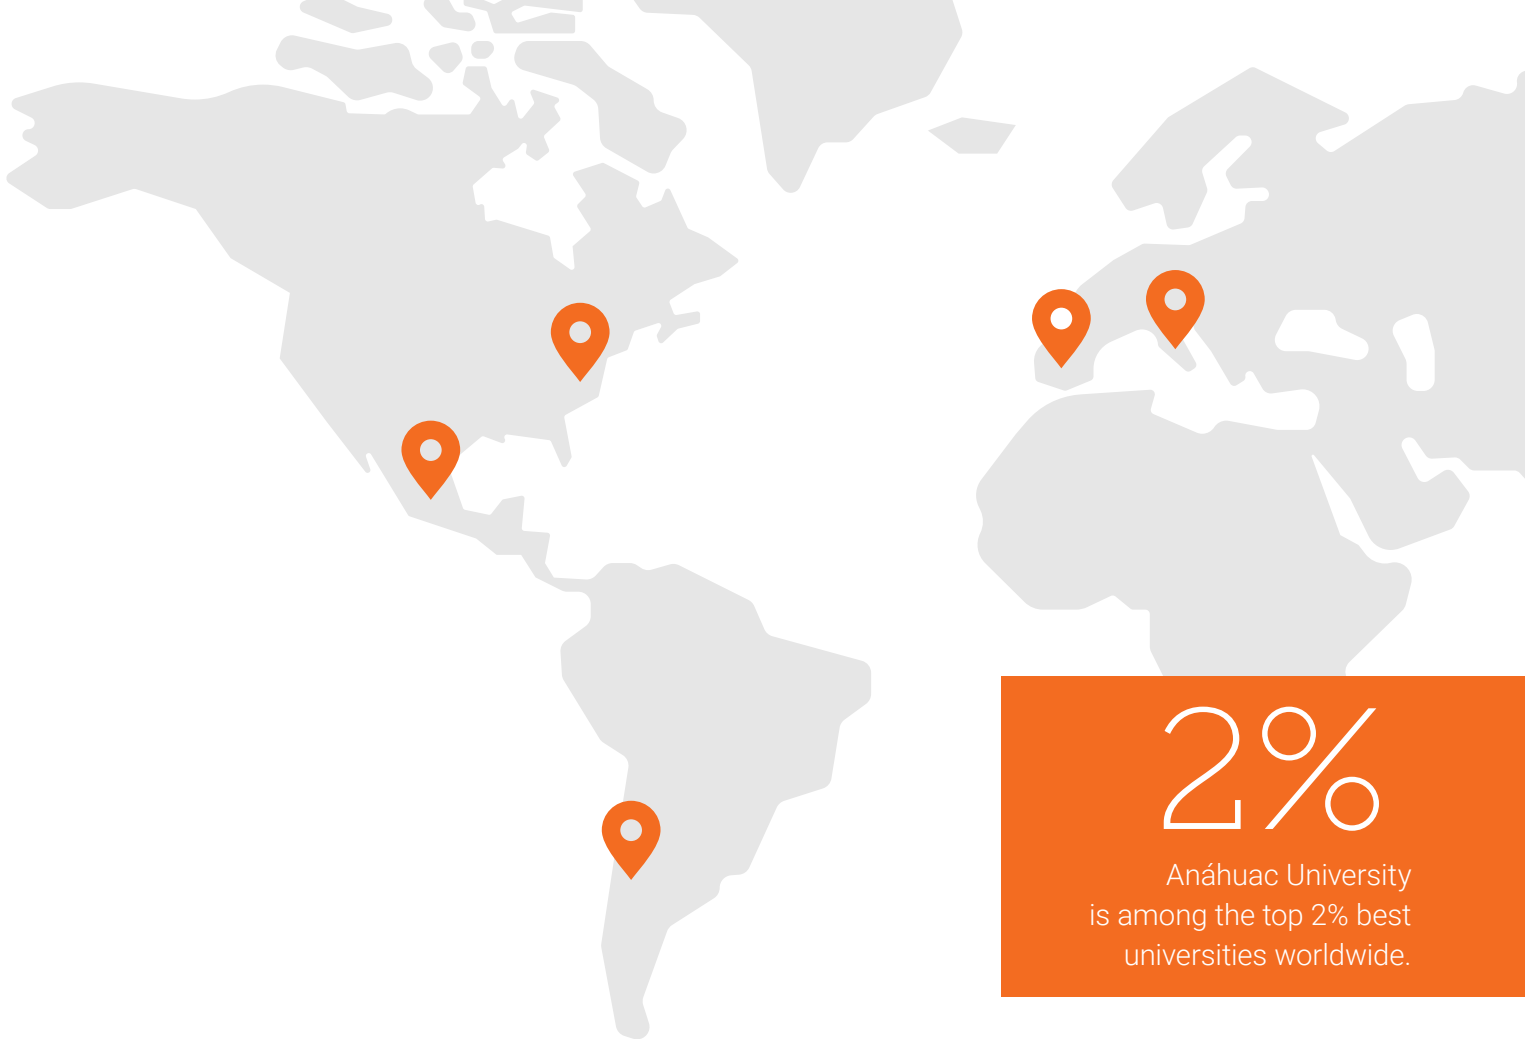 2%
Anáhuac University
is among the top 2% best
universities worldwide.